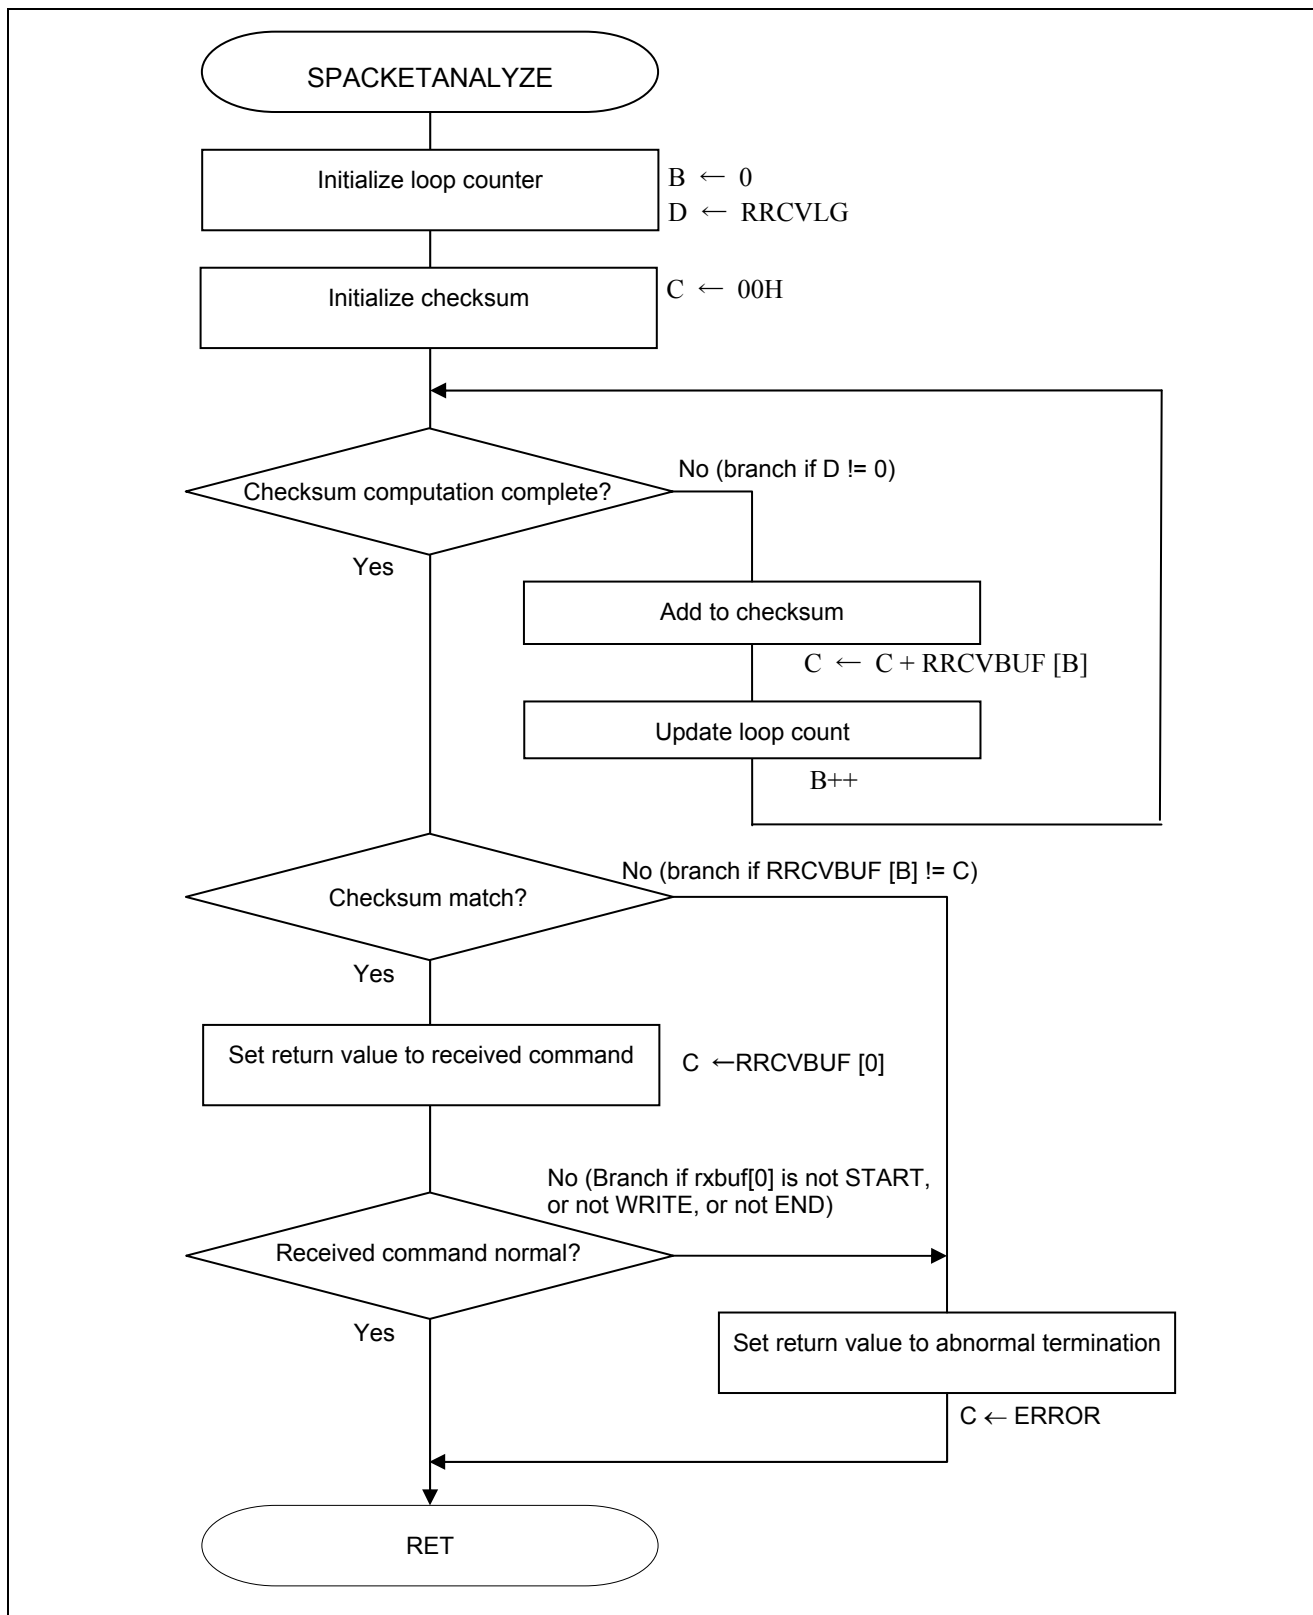 SPACKETANALYZE
Initialize loop counter
B ← 0
D ← RRCVLG
Initialize checksum
C ← 00H
No (branch if D != 0)
Checksum computation complete?
Yes
Add to checksum
C ← C + RRCVBUF [B]
Update loop count
B++
No (branch if RRCVBUF [B] != C)
Checksum match?
Yes
Set return value to received command
C ←RRCVBUF [0]
No (Branch if rxbuf[0] is not START,
or not WRITE, or not END)
Received command normal?
Yes
Set return value to abnormal termination
C ← ERROR
RET